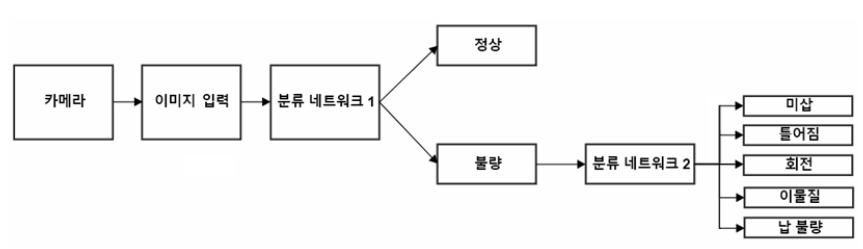 카메라
이미지 입력
분류 네트워크 1
정상
불량
분류 네트워크 2
미삽
틀어짐
회전
이물질
납 불량